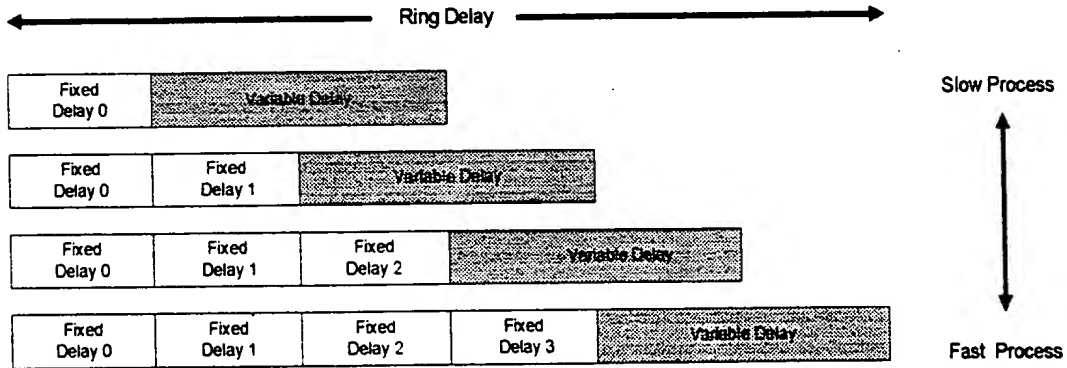 Ring Delay
Fixed
Delay 0
Variable Delay
Slow Process
Fixed
Delay 0
Fixed
Delay 1
Variable Delay
Fixed
Delay 0
Fixed
Delay 1
Fixed
Delay 2
Variable Delay
Fixed
Delay 0
Fixed
Delay 1
Fixed
Delay 2
Fixed
Delay 3
Variable Delay
Fast Process